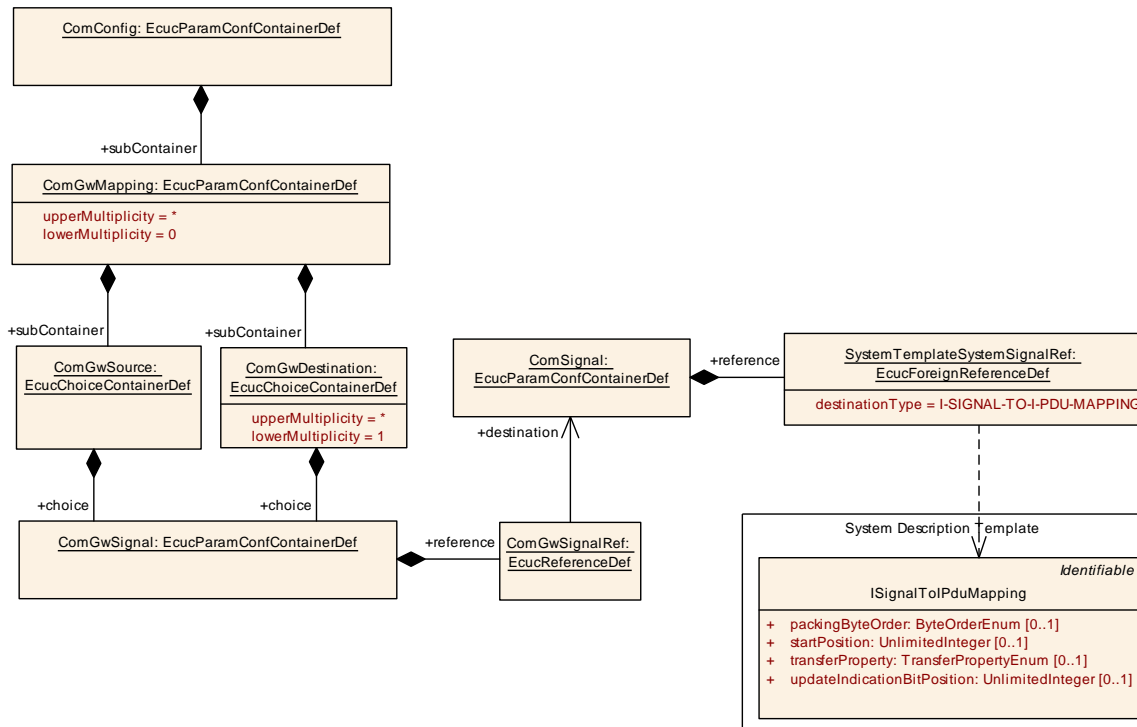 ComConfig: EcucParamConfContainerDef
+subContainer
ComGwMapping: EcucParamConfContainerDef
upperMultiplicity = *
lowerMultiplicity = 0
+subContainer
+subContainer
ComGwSource:
EcucChoiceContainerDef
ComGwDestination:
EcucChoiceContainerDef
upperMultiplicity = *
lowerMultiplicity = 1
+choice
+choice
ComGwSignal: EcucParamConfContainerDef
+reference
ComGwSignalRef:
EcucReferenceDef
+destination
ComSignal:
EcucParamConfContainerDef
+reference
SystemTemplateSystemSignalRef:
EcucForeignReferenceDef
destinationType = I-SIGNAL-TO-I-PDU-MAPPING
System Description Template
Identifiable
ISignalToIPduMapping
+ packingByteOrder: ByteOrderEnum [0..1]
+ startPosition: UnlimitedInteger [0..1]
+ transferProperty: TransferPropertyEnum [0..1]
+ updateIndicationBitPosition: UnlimitedInteger [0..1]